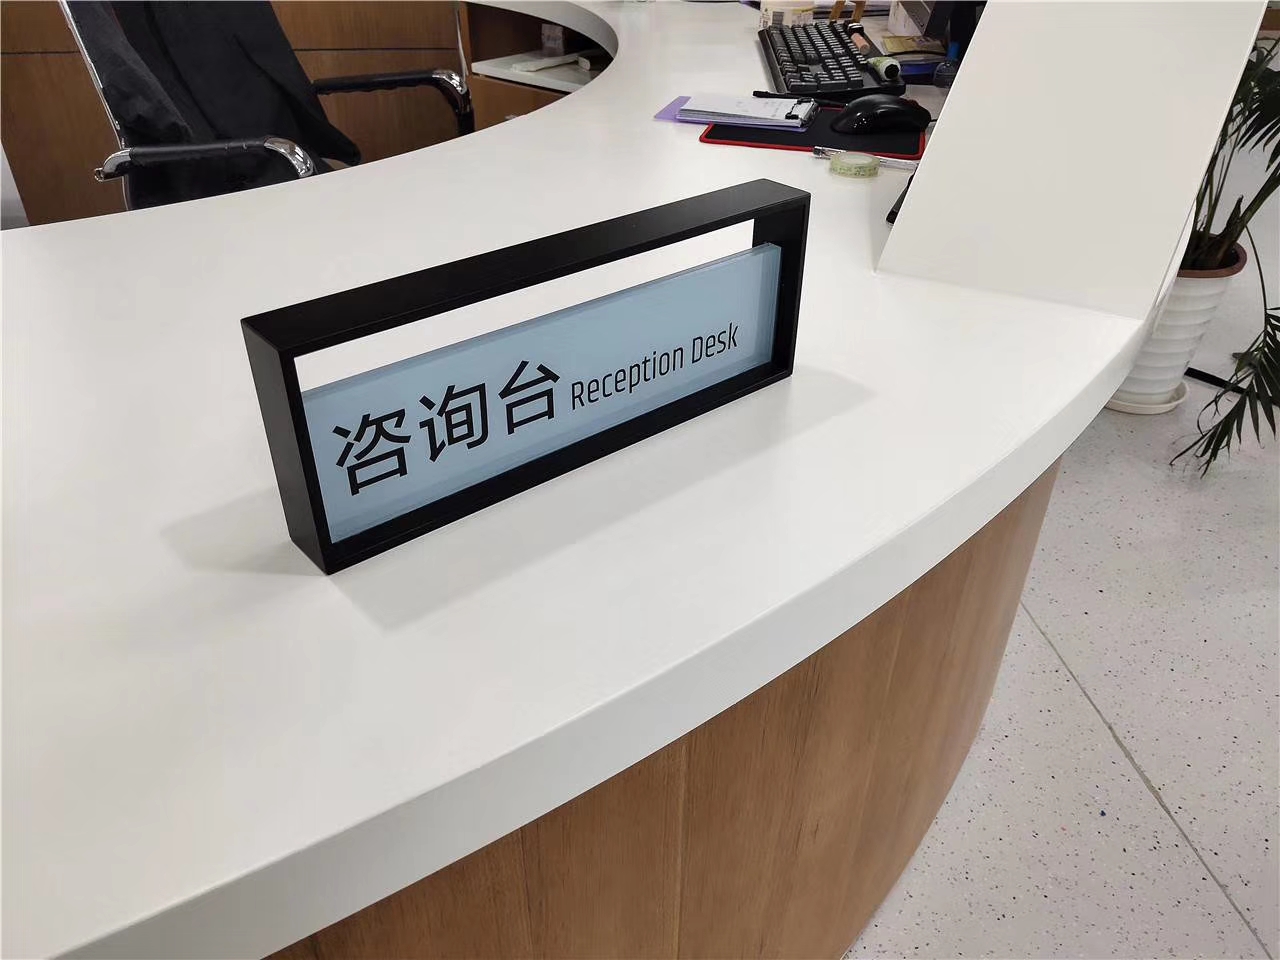 咨询台 Reception Desk